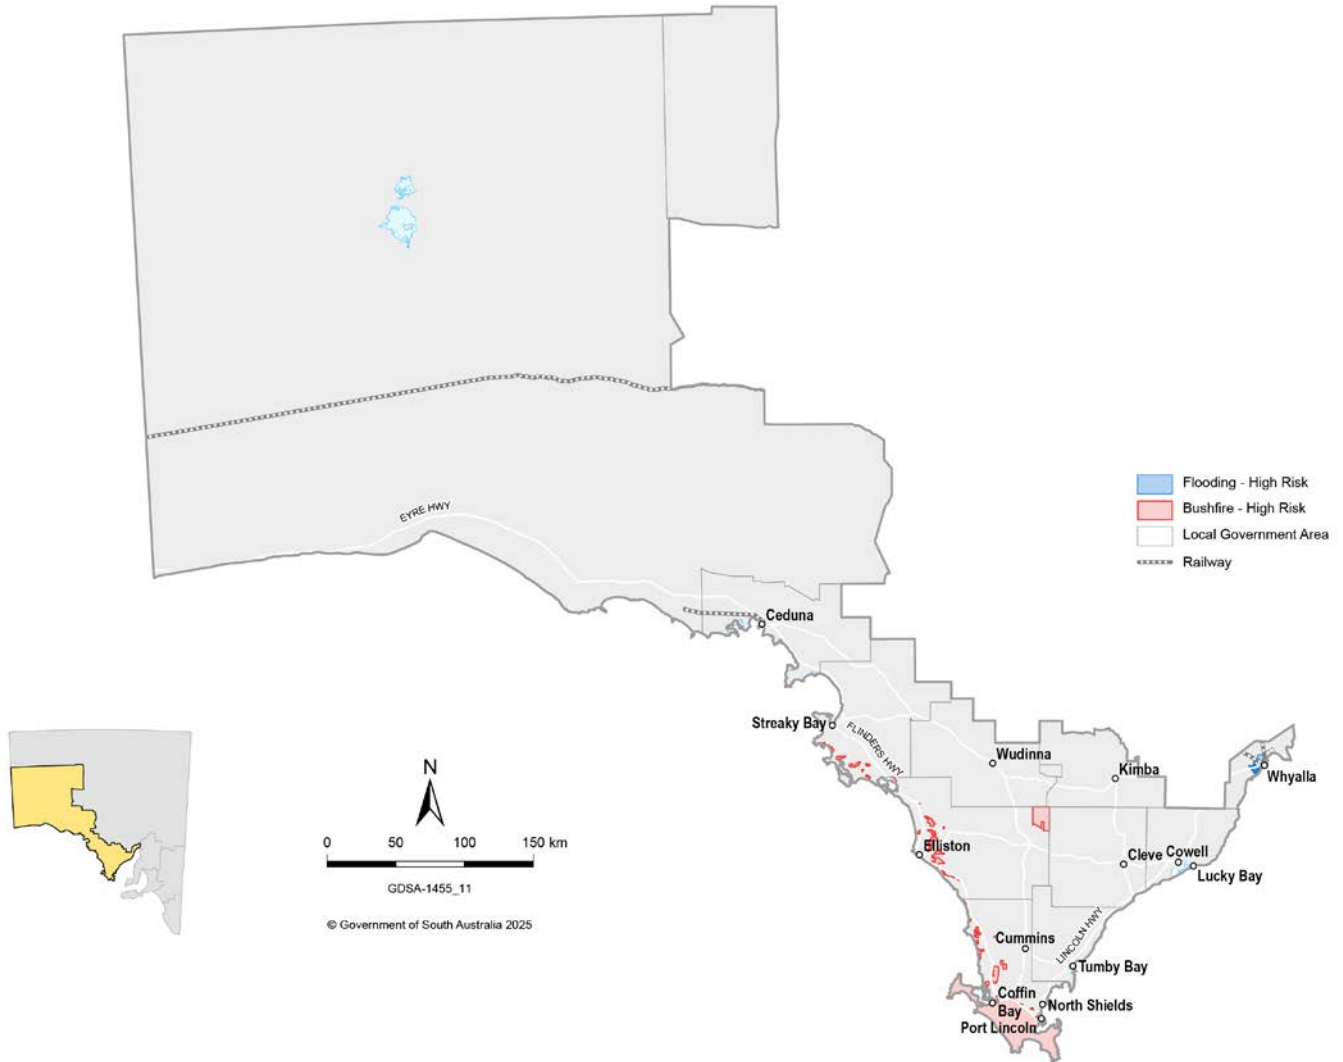 EYRE HWY
Flooding - High Risk
Bushfire - High Risk
Local Government Area
Railway
Ceduna
Streaky Bay
FLINDERS HWY
Wudinna
Kimba
Whyalla
N
0 50 100 150 km
GDSA-1455_11
© Government of South Australia 2025
Elliston
Cleve
Cowell
Lucky Bay
LINCOLN HWY
Cummins
Tumby Bay
Coffin
Bay
North Shields
Port Lincoln